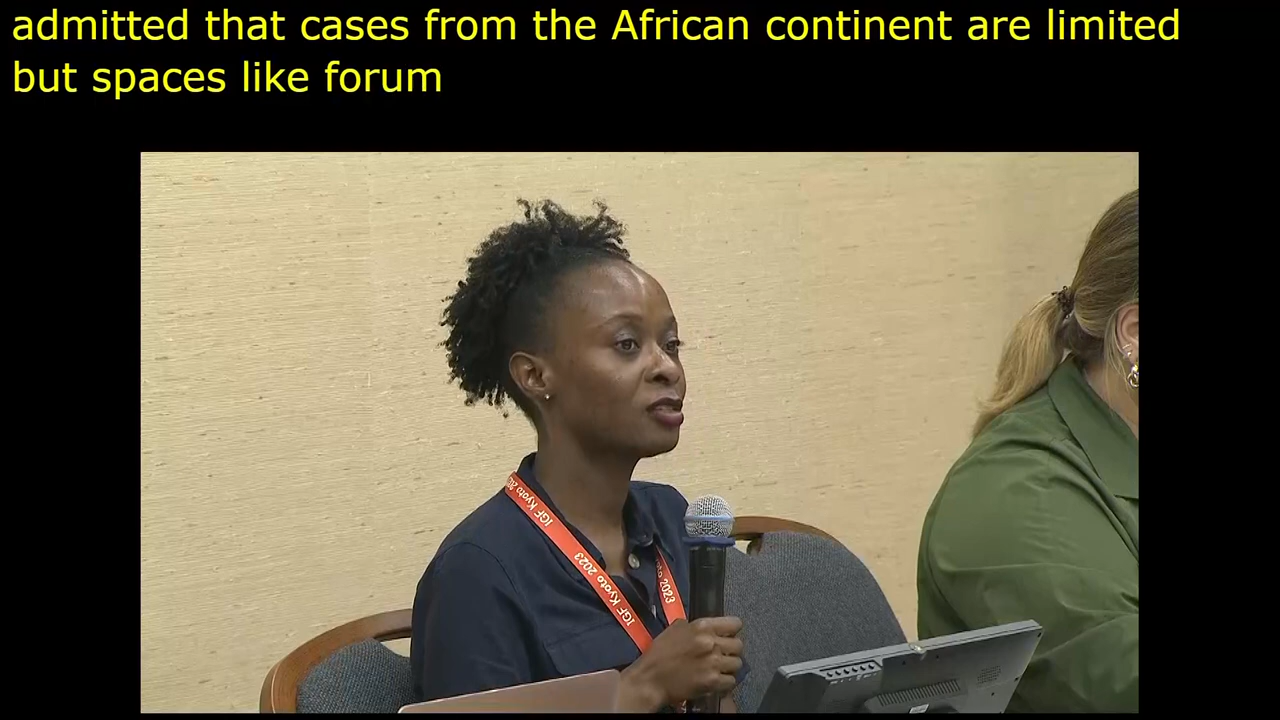 admitted that cases from the African continent are limited
but spaces like forum
IGF Kyoto 2023
IGF Kyoto 2023
2023